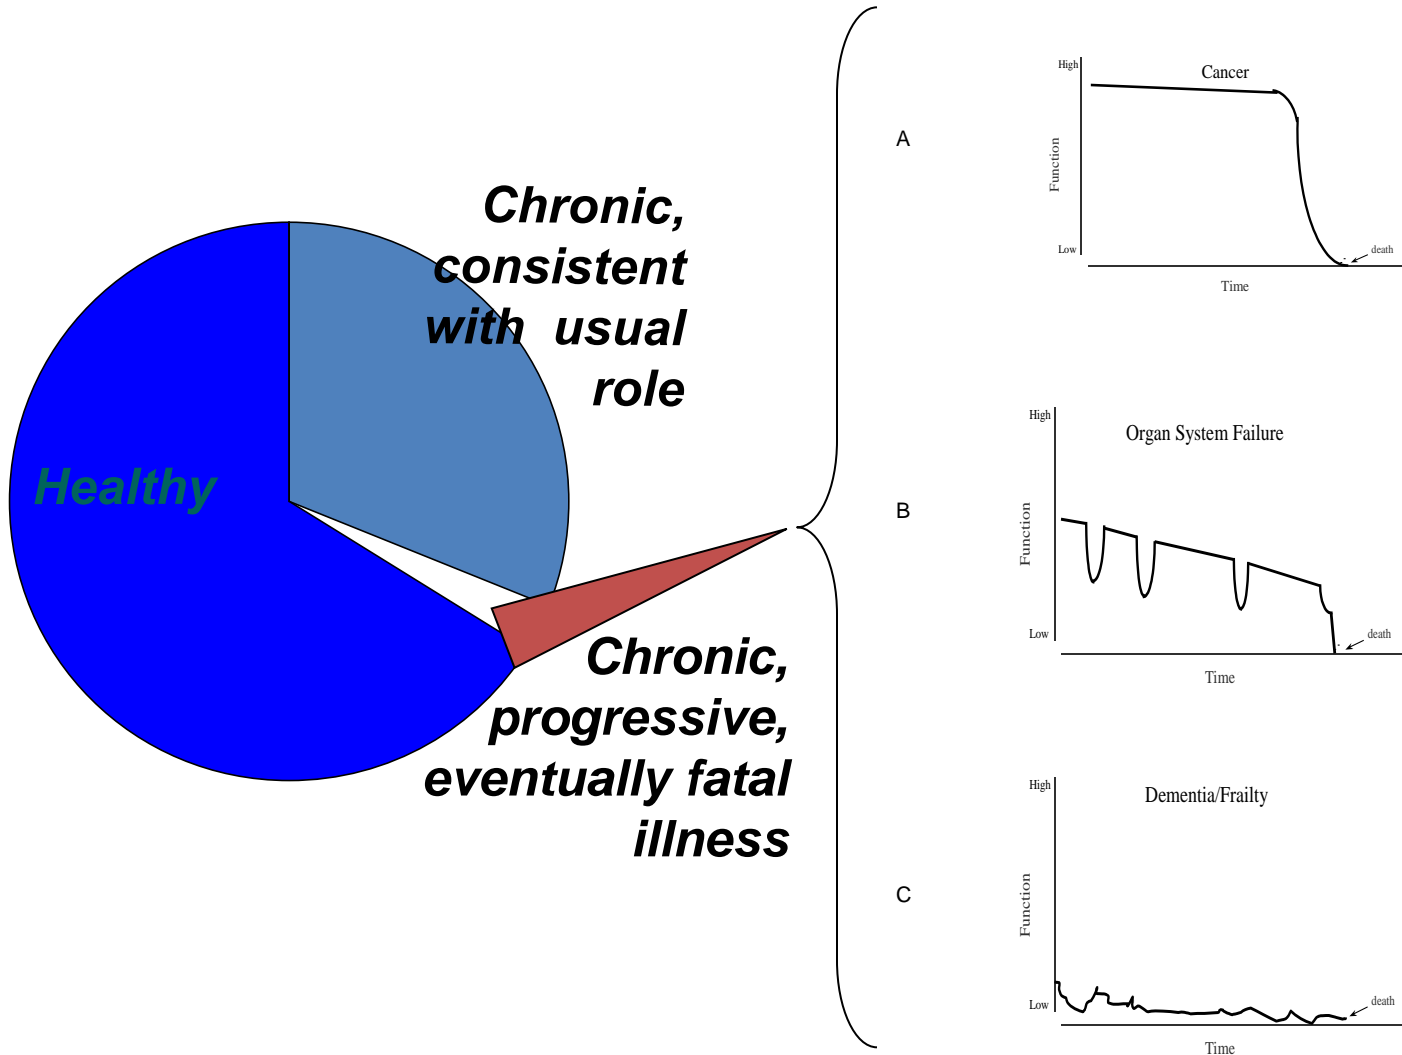 Chronic,
consistent
with usual
role
Healthy
Chronic,
progressive,
eventually fatal
illness
A
High
Cancer
Function
Low
death
Time
B
High
Organ System Failure
Function
Low
death
Time
C
High
Dementia/Frailty
Function
Low
death
Time